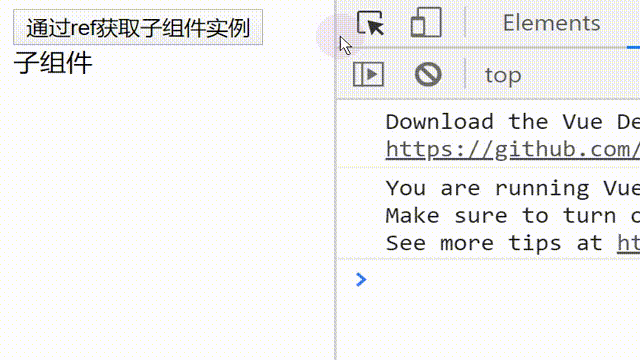 通过ref获取子组件实例
子组件
Elements
top
Download the Vue De
https://github.com/
You are running Vue
Make sure to turn o
See more tips at ht